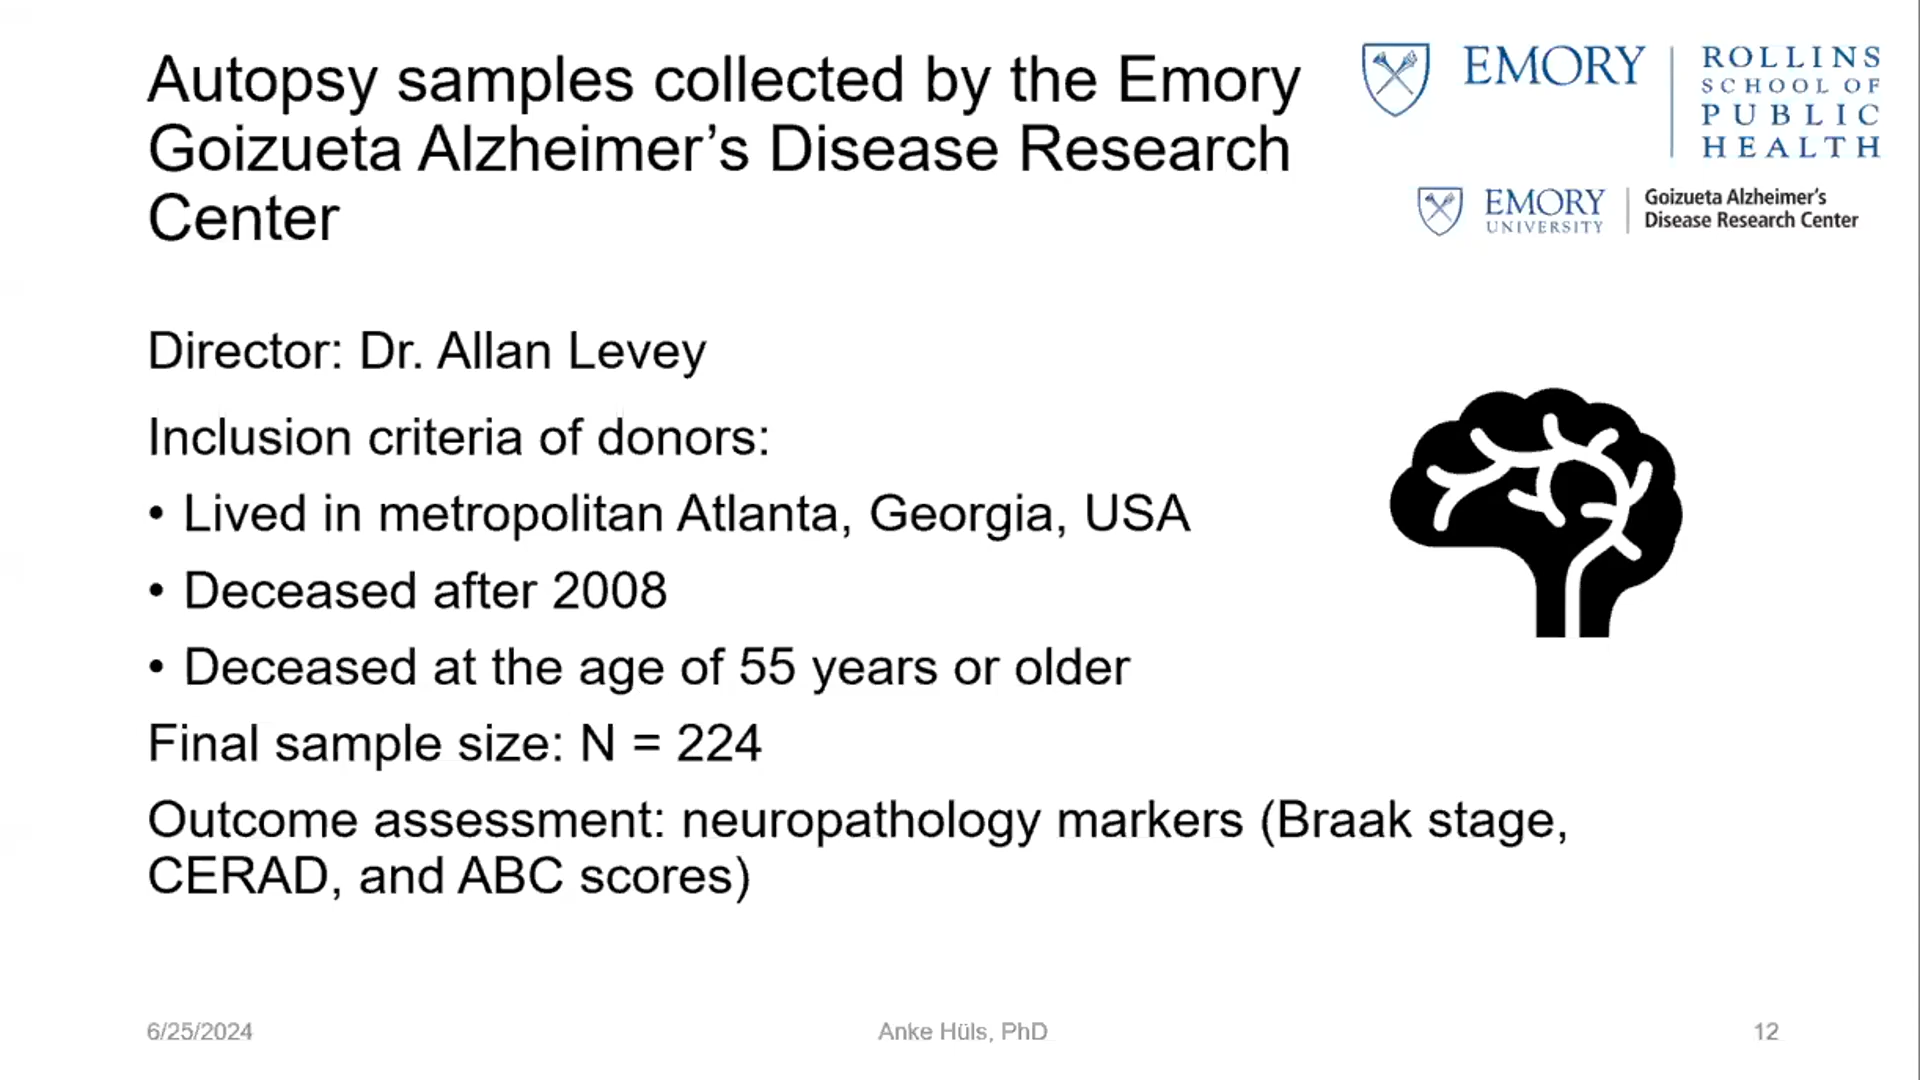 Autopsy samples collected by the Emory
Goizueta Alzheimer’s Disease Research
Center
EMORY
ROLLINS
SCHOOL OF
PUBLIC
HEALTH
EMORY
UNIVERSITY
Goizueta Alzheimer’s
Disease Research Center
Director: Dr. Allan Levey
Inclusion criteria of donors:
• Lived in metropolitan Atlanta, Georgia, USA
• Deceased after 2008
• Deceased at the age of 55 years or older
Final sample size: N = 224
Outcome assessment: neuropathology markers (Braak stage,
CERAD, and ABC scores)
6/25/2024
Anke Hüls, PhD
12